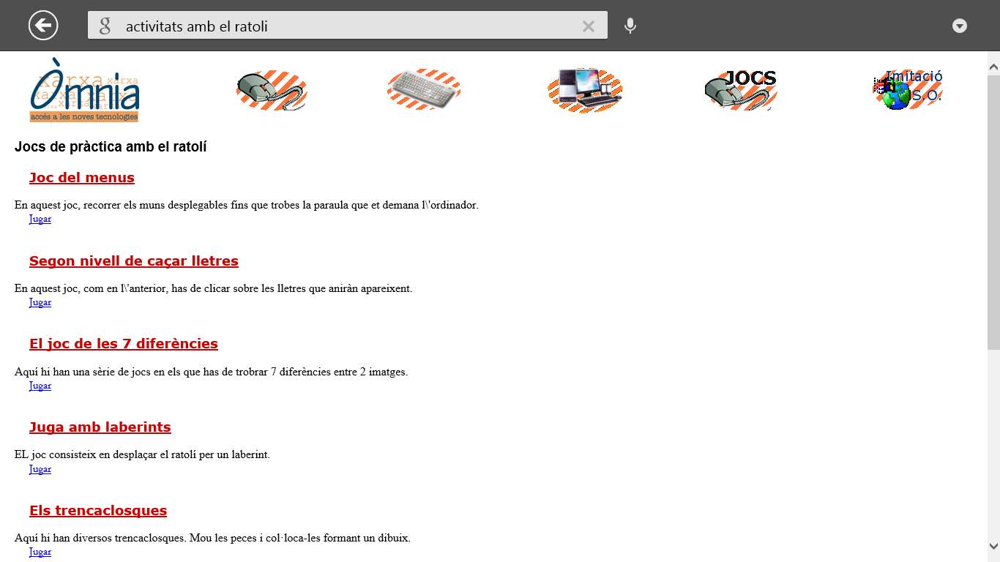 activitats amb el ratoli
Òmnia
xarxa xarxa xarxa
accés a les noves tecnologies
JOCS
Imitació
S.O.
Jocs de pràctica amb el ratolí
Joc del menus
En aquest joc, recorrer els muns desplegables fins que trobes la paraula que et demana l\'ordinador.
Jugar
Segon nivell de caçar lletres
En aquest joc, com en l\'anterior, has de clicar sobre les lletres que aniràn apareixent.
Jugar
El joc de les 7 diferències
Aquí hi han una sèrie de jocs en els que has de trobrar 7 diferències entre 2 imatges.
Jugar
Juga amb laberints
EL joc consisteix en desplaçar el ratolí per un laberint.
Jugar
Els trencaclosques
Aquí hi han diversos trencaclosques. Mou les peces i col·loca-les formant un dibuix.
Jugar